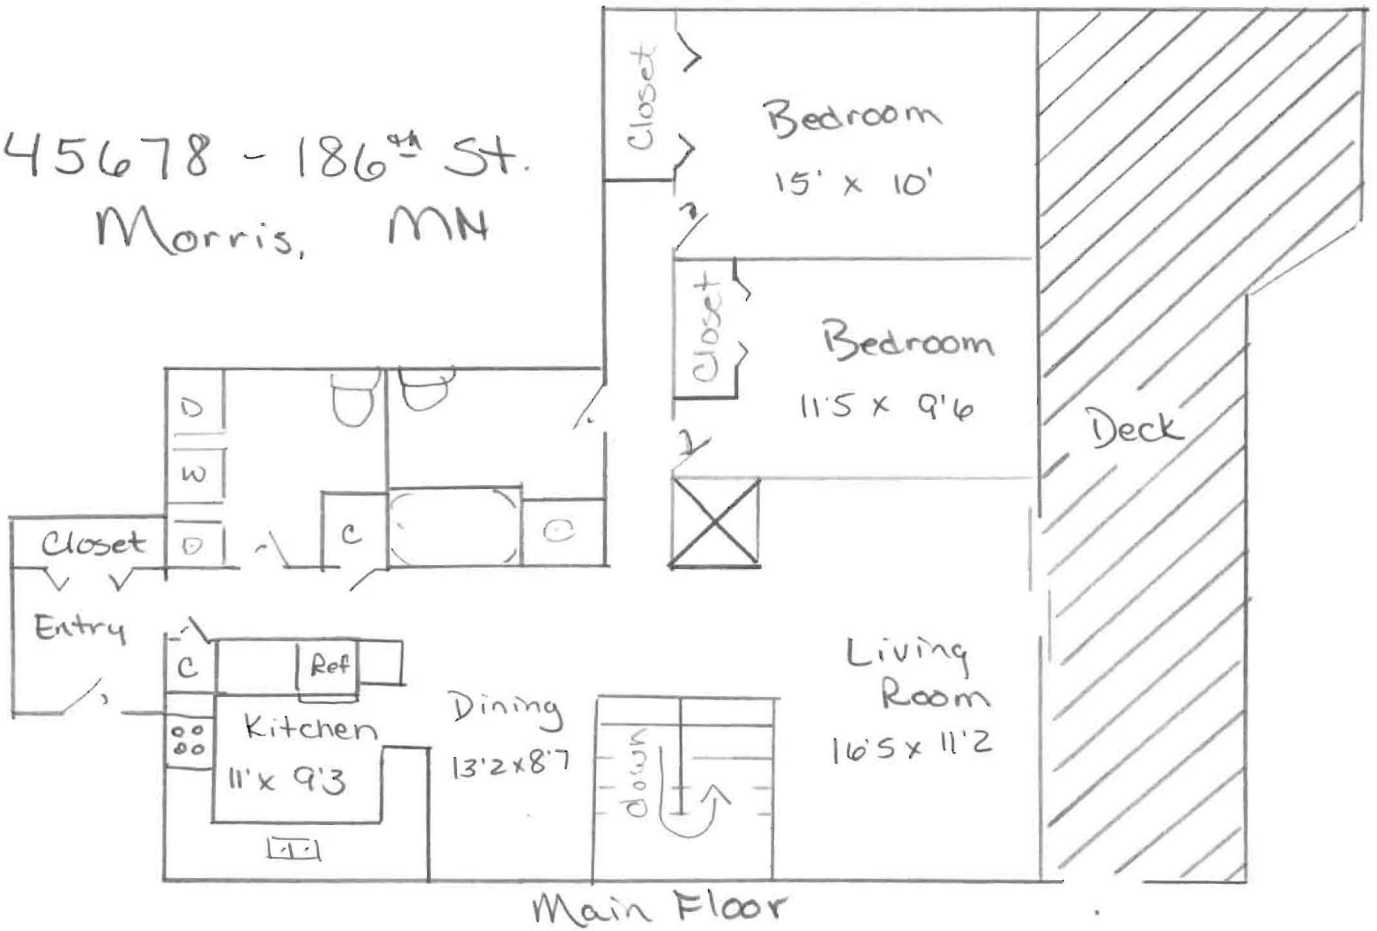 45678 - 186th St.
Morris, MN
Closet
Bedroom
15' x 10'
Closet
Bedroom
11'5 x 9'6
Deck
D
W
D
C
Closet
Entry
C
Ref
Kitchen
11' x 9'3
Dining
13'2 x 8'7
down
Living
Room
16'5 x 11'2
Main Floor